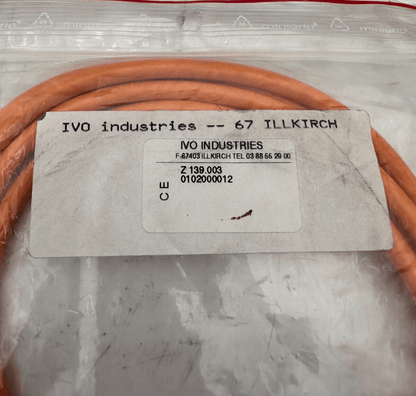 IVO industries -- 67 ILLKIRCH
IVO INDUSTRIES
F-67403 ILLKIRCH TEL 03 88 55 29 00
Z 139.003
0102000012
CE